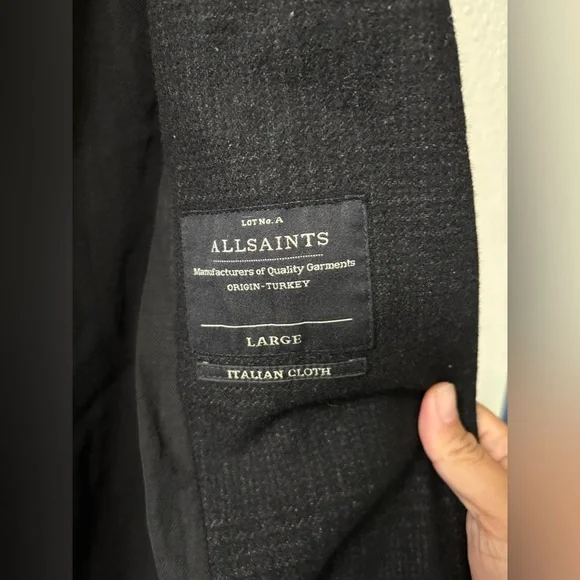 LOT No. A
ALLSAINTS
Manufacturers of Quality Garments
ORIGIN-TURKEY
LARGE
ITALIAN CLOTH